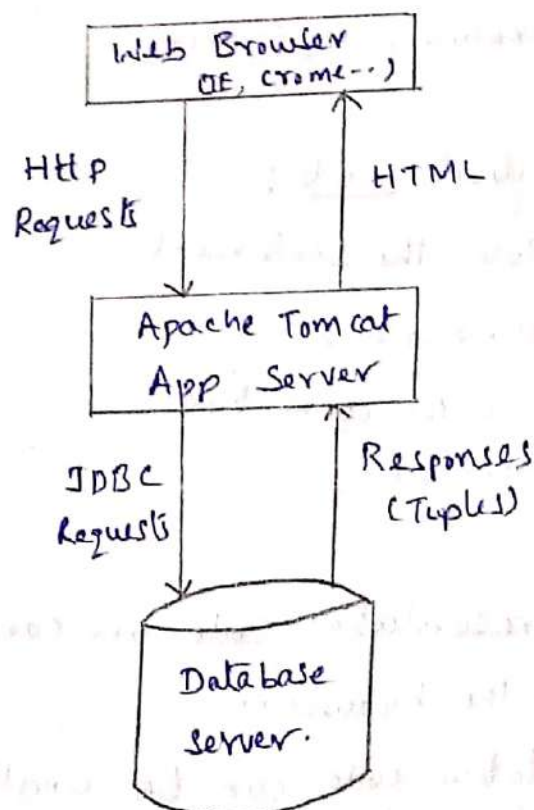 Web Browser
(IE, Crome...)
HTTP
Requests
HTML
Apache Tomcat
App Server
JDBC
Requests
Responses
(Tuples)
Database
Server.